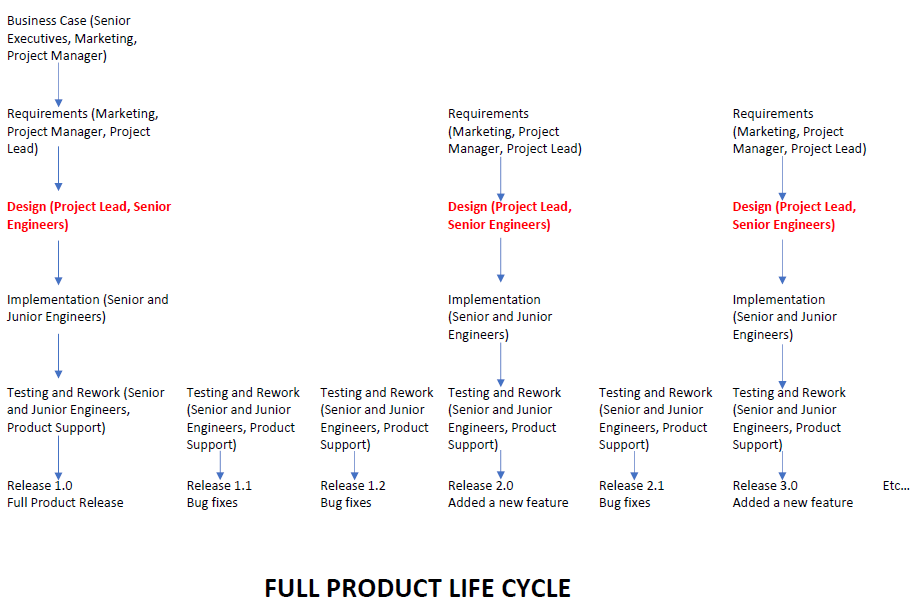 Business Case (Senior
Executives, Marketing,
Project Manager)
Requirements (Marketing,
Project Manager, Project
Lead)
Requirements
(Marketing, Project
Manager, Project Lead)
Requirements
(Marketing, Project
Manager, Project Lead)
Design (Project Lead, Senior
Engineers)
Design (Project Lead,
Senior Engineers)
Design (Project Lead,
Senior Engineers)
Implementation (Senior and
Junior Engineers)
Implementation
(Senior and Junior
Engineers)
Implementation
(Senior and Junior
Engineers)
Testing and Rework (Senior
and Junior Engineers,
Product Support)
Testing and Rework
(Senior and Junior
Engineers, Product
Support)
Testing and Rework
(Senior and Junior
Engineers, Product
Support)
Testing and Rework
(Senior and Junior
Engineers, Product
Support)
Testing and Rework
(Senior and Junior
Engineers, Product
Support)
Testing and Rework
(Senior and Junior
Engineers, Product
Support)
Release 1.0
Full Product Release
Release 1.1
Bug fixes
Release 1.2
Bug fixes
Release 2.0
Added a new feature
Release 2.1
Bug fixes
Release 3.0
Added a new feature
Etc...
FULL PRODUCT LIFE CYCLE